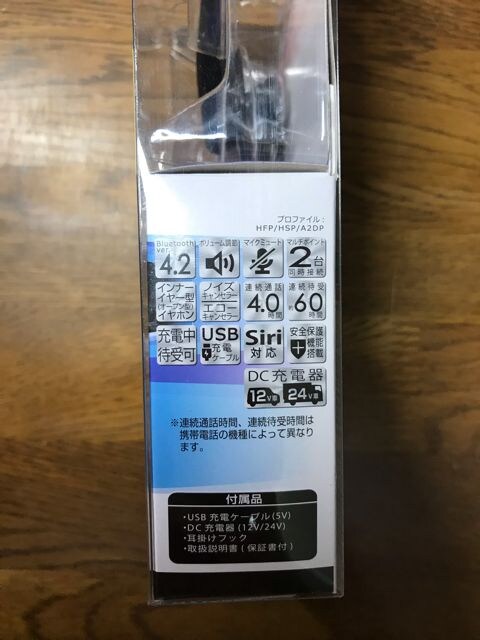 プロファイル：
HFP/HSP/A2DP
Bluetooth ver. 4.2
ボリューム調節
マイクミュート
マルチポイント 2台 同時接続
インナーイヤー型 (オープン型) イヤホン
ノイズキャンセラー エコーキャンセラー
連続通話 約4.0時間
連続待受 約60時間
充電中待受可
USB充電ケーブル
Siri対応
安全保護機能搭載
DC充電器
12V車 24V車
※連続通話時間、連続待受時間は
携帯電話の機種によって異なり
ます。
付属品
・USB 充電ケーブル(5V)
・DC 充電器(12V/24V)
・耳掛けフック
・取扱説明書(保証書付)